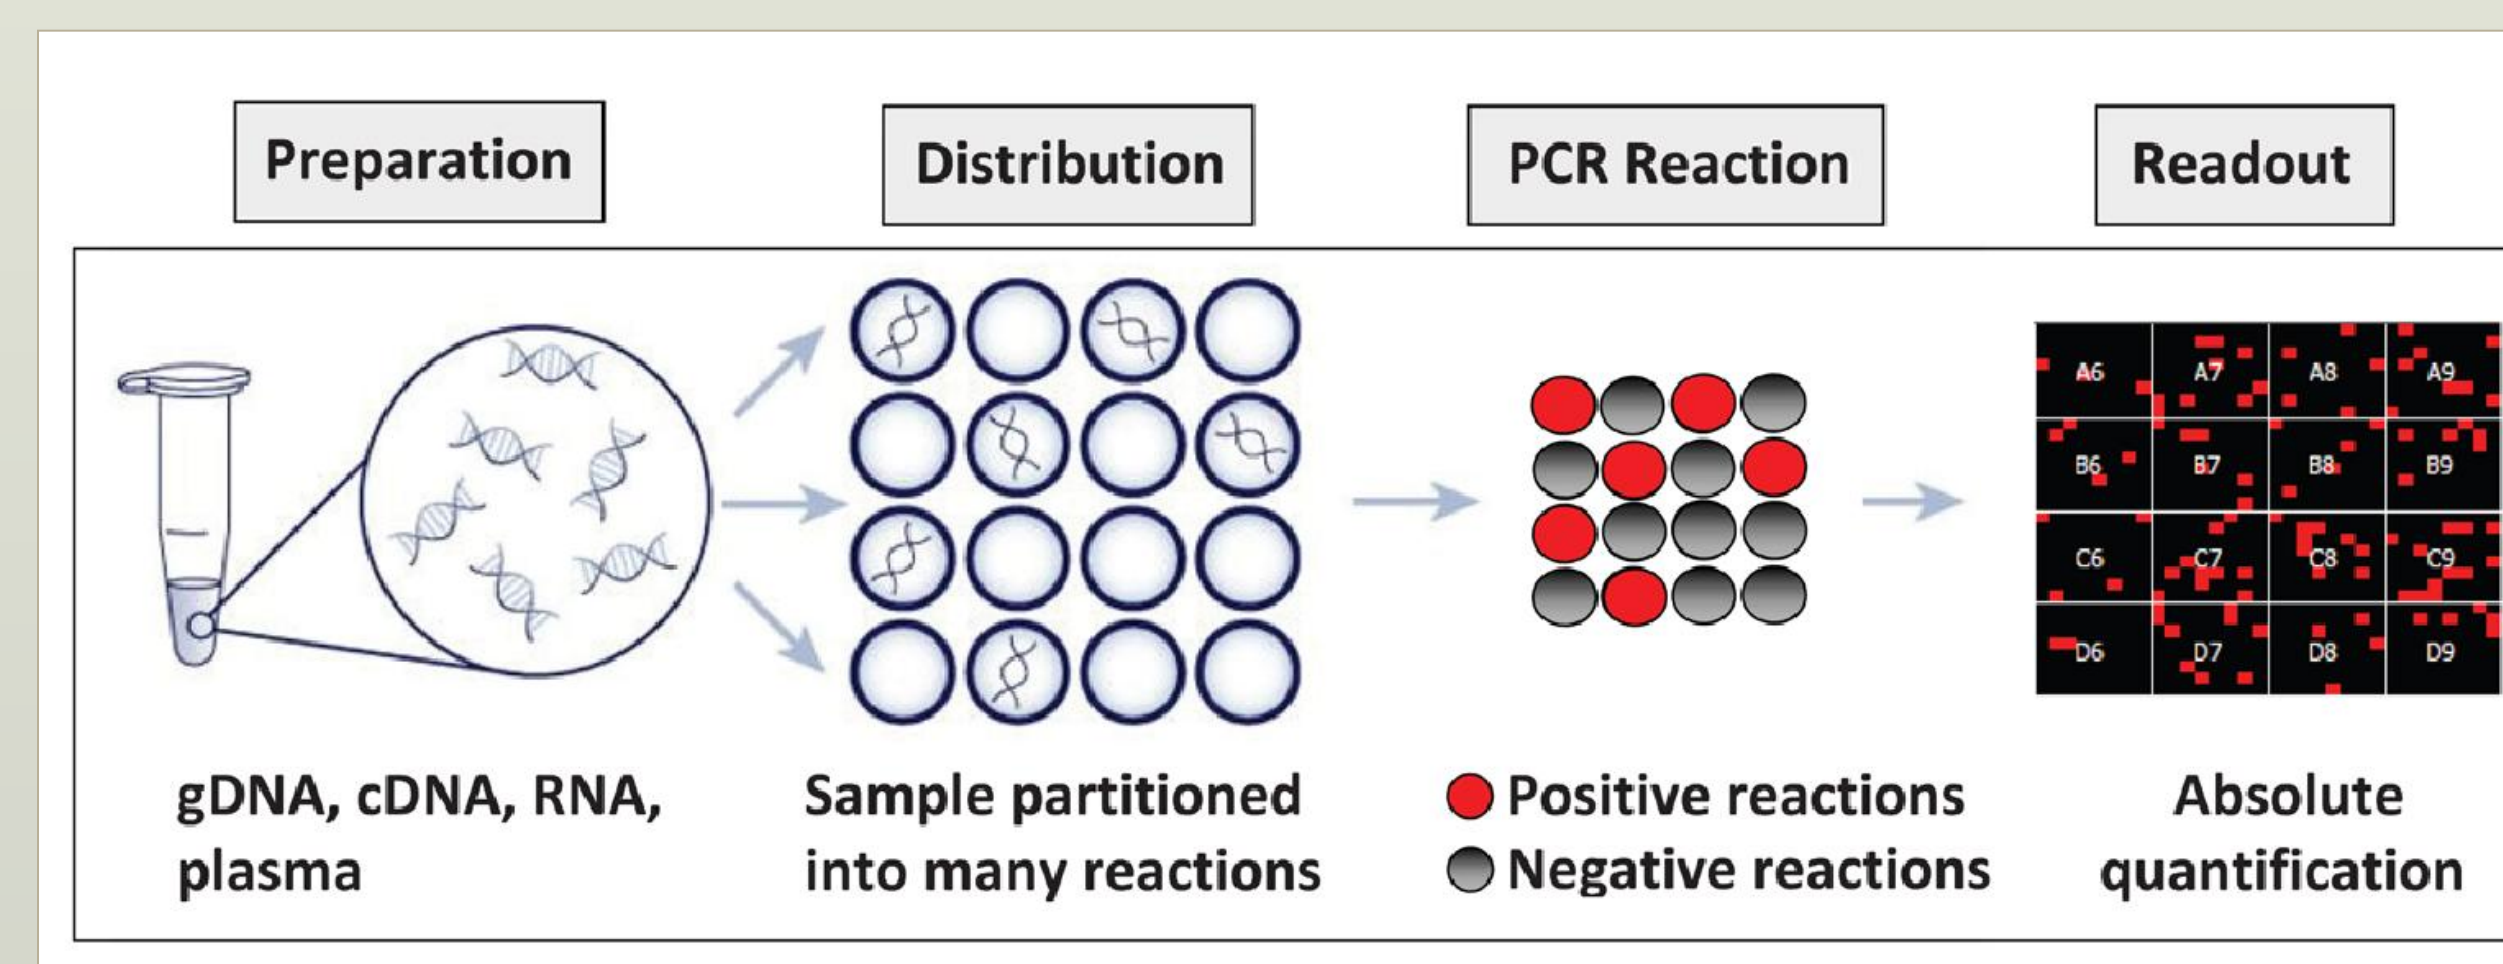 Preparation
Distribution
PCR Reaction
Readout
A6 A7 A8 A9
B6 B7 B8 B9
C6 C7 C8 C9
D6 D7 D8 D9
gDNA, cDNA, RNA,
plasma
Sample partitioned
into many reactions
Positive reactions
Negative reactions
Absolute
quantification